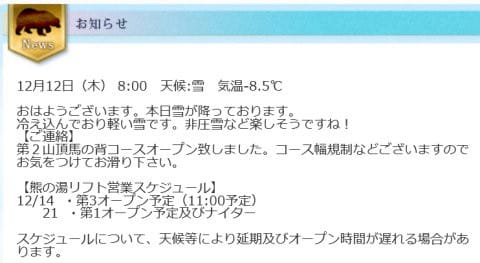 お知らせ
News
12月12日（木） 8:00　天候:雪　気温-8.5℃
おはようございます。本日雪が降っております。
冷え込んでおり軽い雪です。非圧雪など楽しそうですね！
【ご連絡】
第２山頂馬の背コースオープン致しました。コース幅規制などございますので
お気をつけてお滑り下さい。
【熊の湯リフト営業スケジュール】
12/14　・第3オープン予定（11:00予定）
21　・第1オープン予定及びナイター
スケジュールについて、天候等により延期及びオープン時間が遅れる場合があ
ります。